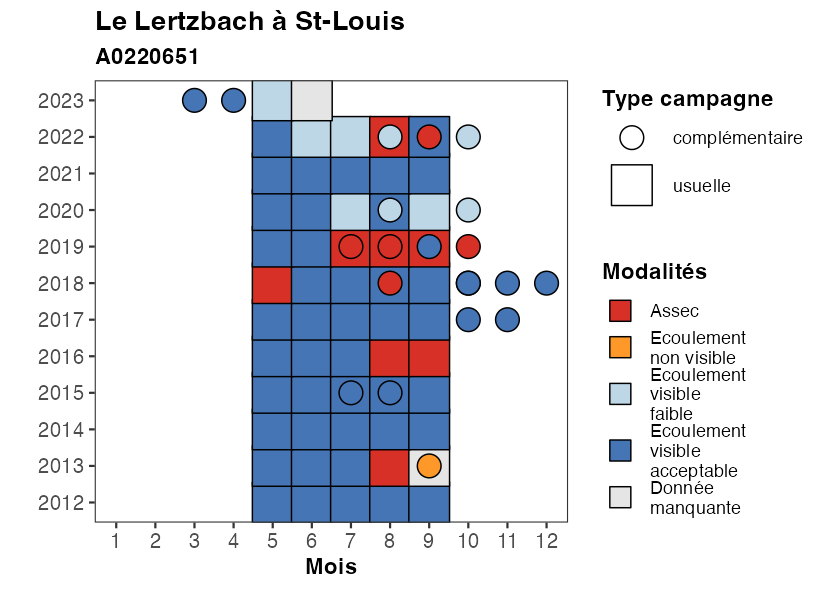 Le Lertzbach à St-Louis
A0220651
2023
2022
2021
2020
2019
2018
2017
2016
2015
2014
2013
2012
1 2 3 4 5 6 7 8 9 10 11 12
Mois
Type campagne
complémentaire
usuelle
Modalités
Assec
Ecoulement
non visible
Ecoulement
visible
faible
Ecoulement
visible
acceptable
Donnée
manquante